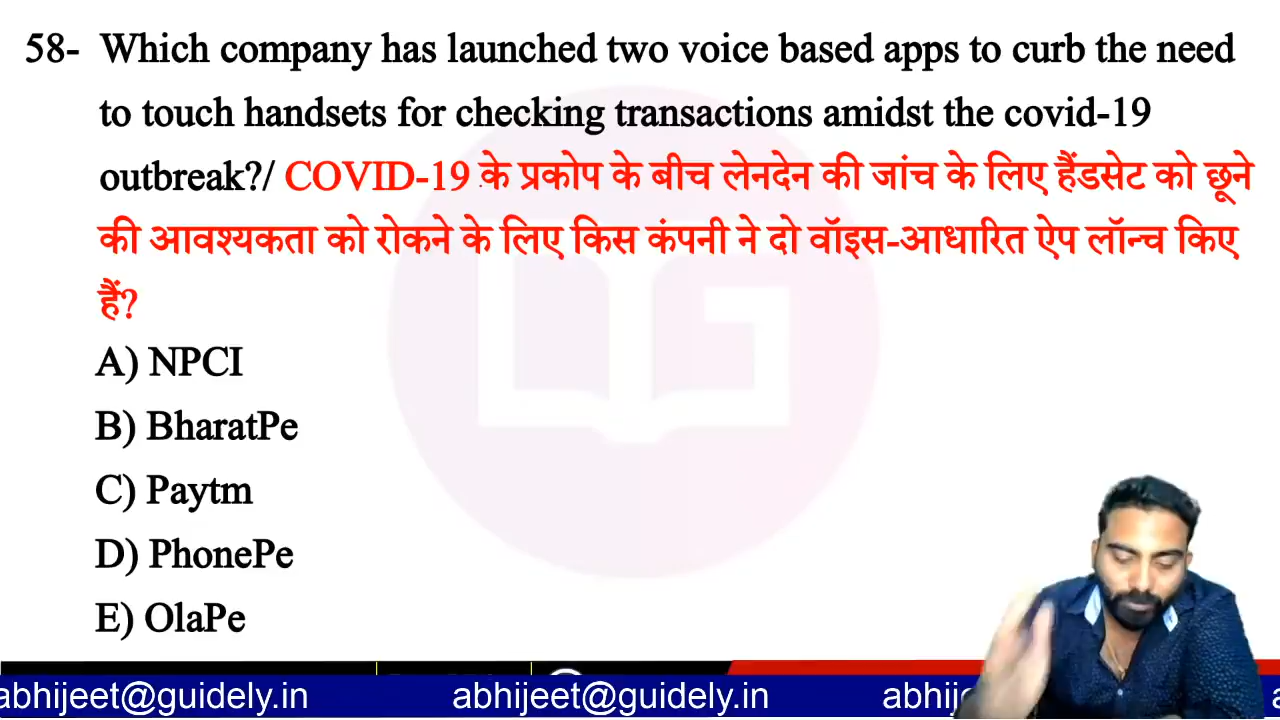 58- Which company has launched two voice based apps to curb the need
to touch handsets for checking transactions amidst the covid-19
outbreak?/ COVID-19 के प्रकोप के बीच लेनदेन की जांच के लिए हैंडसेट को छूने
की आवश्यकता को रोकने के लिए किस कंपनी ने दो वॉइस-आधारित ऐप लॉन्च किए
हैं?
A) NPCI
B) BharatPe
C) Paytm
D) PhonePe
E) OlaPe
abhijeet@guidely.in abhijeet@guidely.in abhij